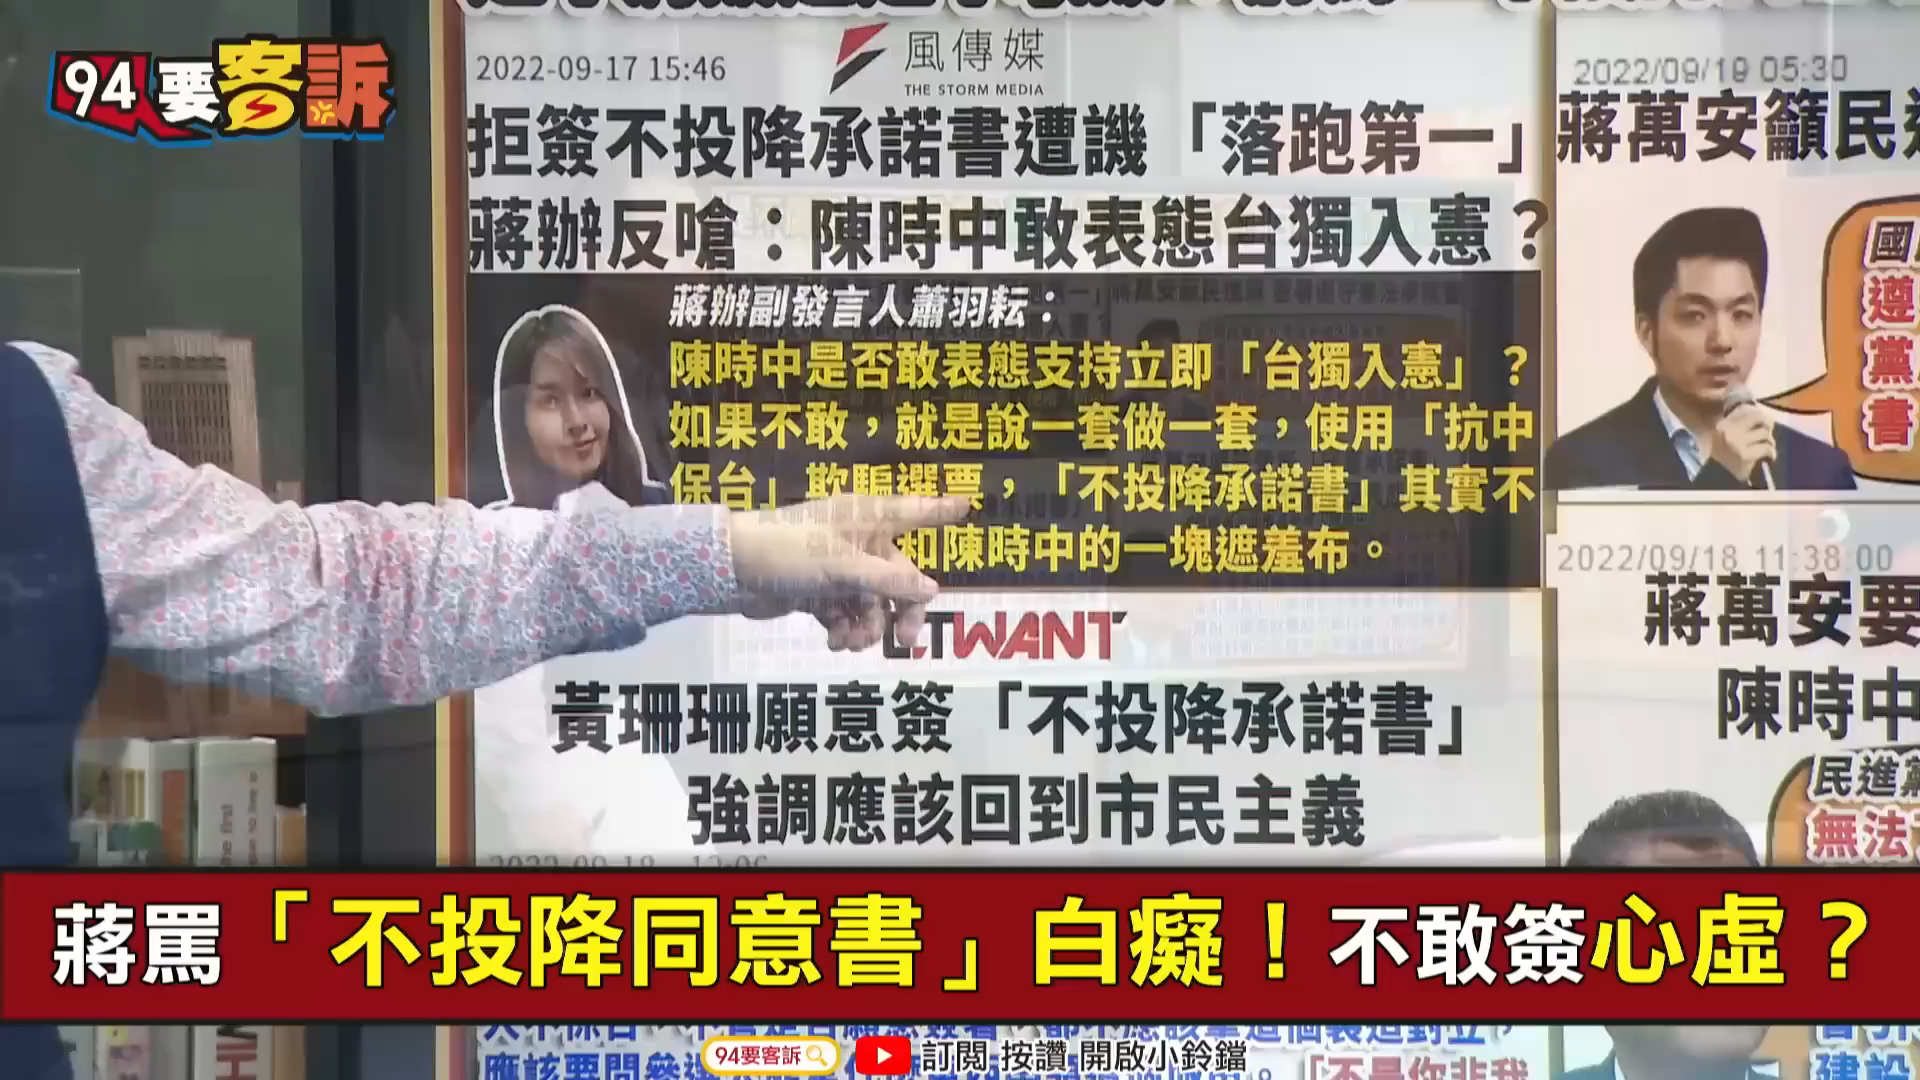 94要客訴
2022-09-17 15:46
風傳媒
THE STORM MEDIA
拒簽不投降承諾書遭譏「落跑第一」
蔣辦反嗆：陳時中敢表態台獨入憲？
蔣辦副發言人蕭羽耘：
陳時中是否敢表態支持立即「台獨入憲」？
如果不敢，就是說一套做一套，使用「抗中
保台」欺騙選票，「不投降承諾書」其實不
和陳時中的一塊遮羞布。
CTWANT
黃珊珊願意簽「不投降承諾書」
強調應該回到市民主義
2022/09/19 05:30
蔣萬安籲民進
國
遵
黨
書
2022/09/18 11:38:00
蔣萬安要
陳時中
民進黨
無法
蔣罵「不投降同意書」白癡！不敢簽心虛？
94要客訴
訂閱 按讚 開啟小鈴鐺